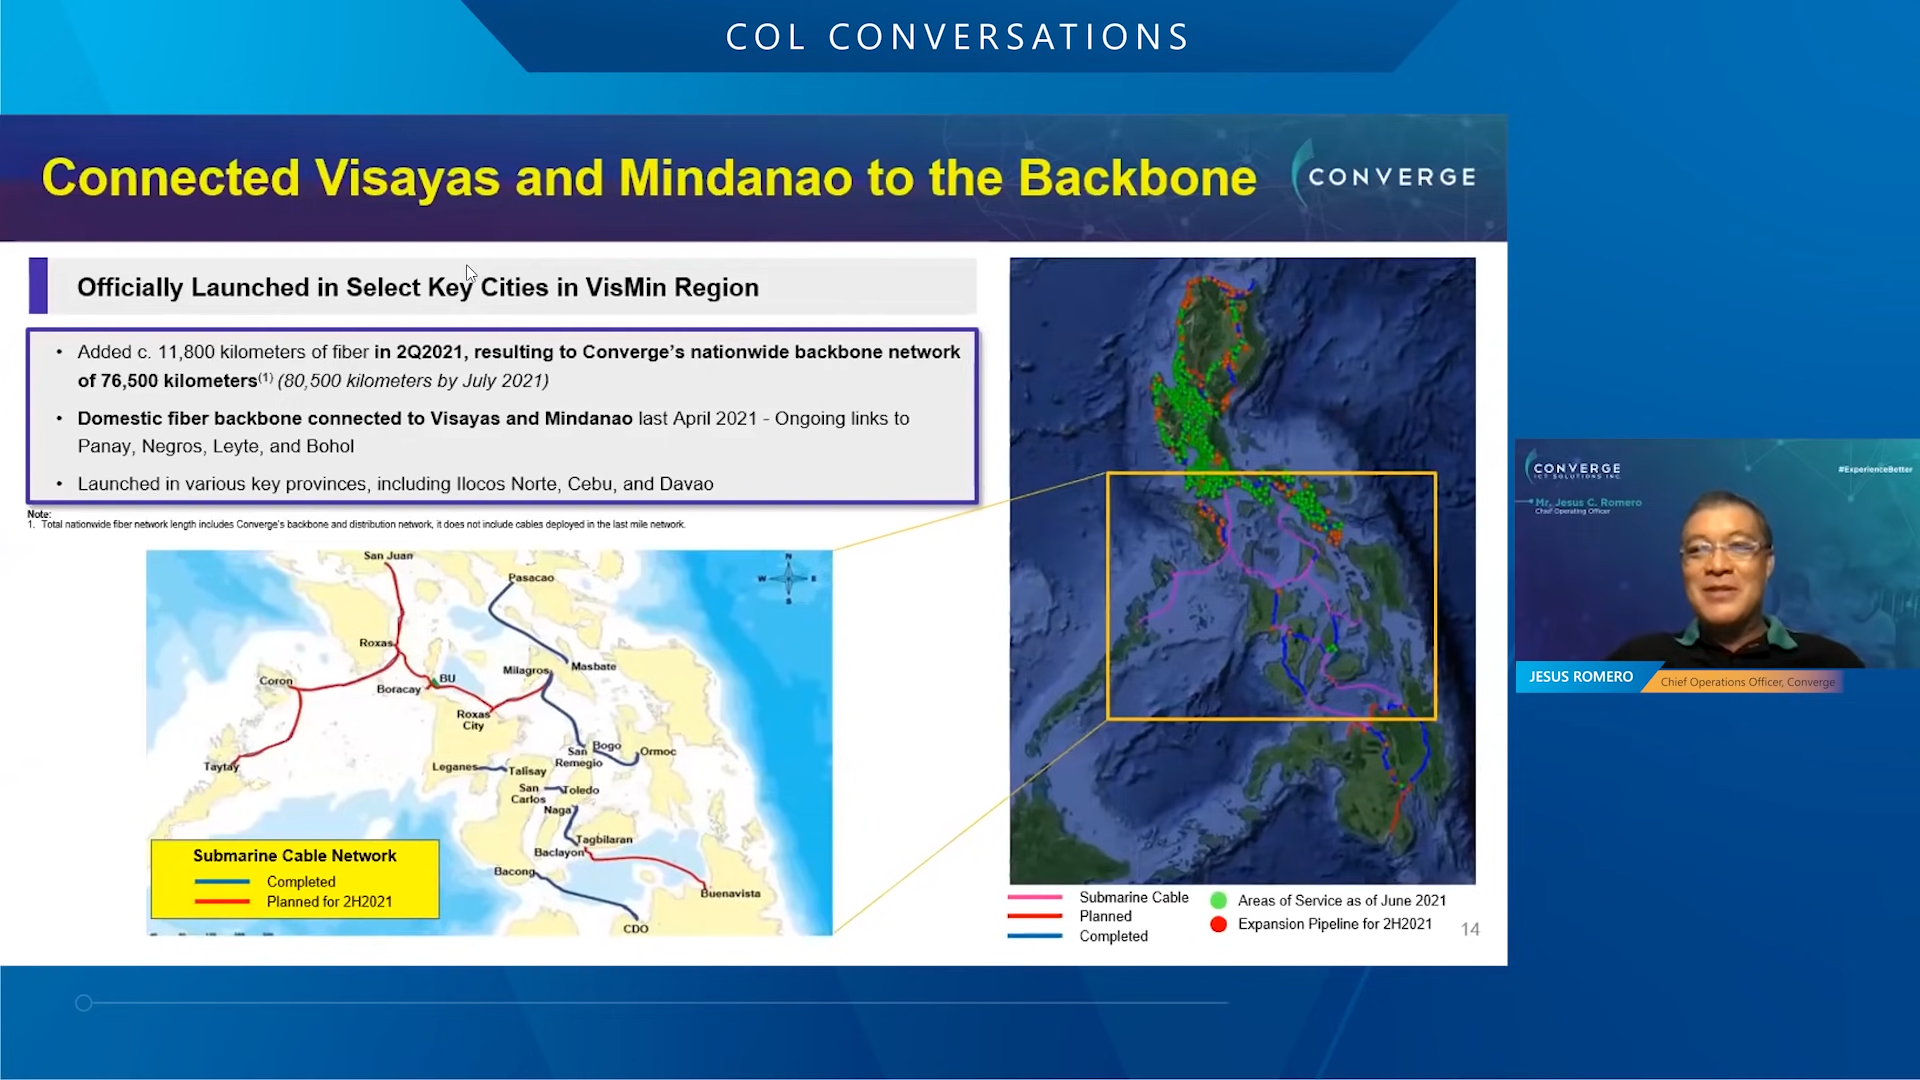 COL CONVERSATIONS
Connected Visayas and Mindanao to the Backbone
CONVERGE
Officially Launched in Select Key Cities in VisMin Region
• Added c. 11,800 kilometers of fiber in 2Q2021, resulting to Converge's nationwide backbone network
of 76,500 kilometers(1) (80,500 kilometers by July 2021)
• Domestic fiber backbone connected to Visayas and Mindanao last April 2021 - Ongoing links to
Panay, Negros, Leyte, and Bohol
• Launched in various key provinces, including Ilocos Norte, Cebu, and Davao
Note:
1. Total nationwide fiber network length includes Converge's backbone and distribution network, it does not include cables deployed in the last mile network.
San Juan
Pasacao
N
W E
S
Roxas
Masbate
Milagros
Coron
BU
Boracay
Roxas
City
San
Remegio
Bogo
Ormoc
Taytay
Leganes
Talisay
San
Carlos
Toledo
Naga
Tagbilaran
Baclayon
Bacong
Buenavista
CDO
Submarine Cable Network
Completed
Planned for 2H2021
Submarine Cable
Planned
Completed
Areas of Service as of June 2021
Expansion Pipeline for 2H2021
14
CONVERGE
ICT SOLUTIONS INC.
#ExperienceBetter
Mr. Jesus C. Romero
Chief Operating Officer
JESUS ROMERO
Chief Operations Officer, Converge